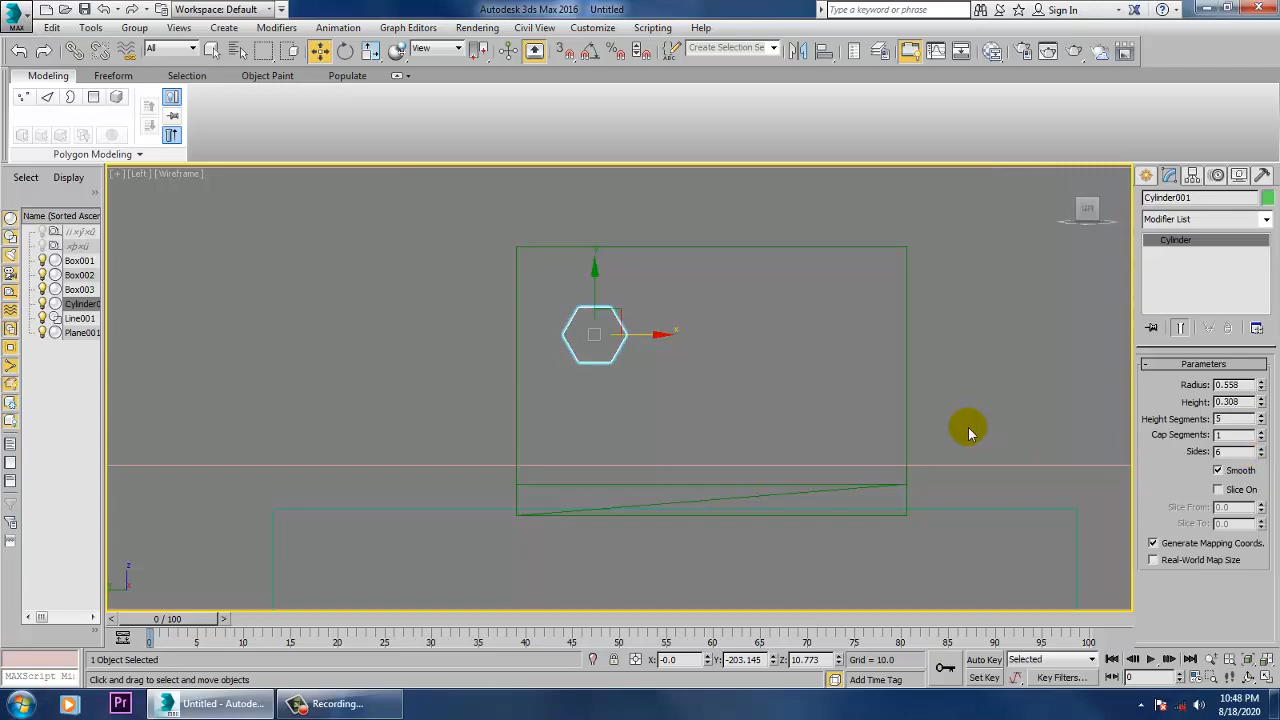 MAX
Workspace: Default
Autodesk 3ds Max 2016 Untitled
Type a keyword or phrase
Sign In
Edit Tools Group Views Create Modifiers Animation Graph Editors Rendering Civil View Customize Scripting Help
All
View
Create Selection Se
Modeling Freeform Selection Object Paint Populate
Polygon Modeling
Select Display
Name (Sorted Ascer
Box001
Box002
Box003
Cylinder0
Line001
Plane001
[+] [Left] [Wireframe]
Cylinder001
Modifier List
Cylinder
Parameters
Radius: 0.558
Height: 0.308
Height Segments: 5
Cap Segments: 1
Sides: 6
Smooth
Slice On
Slice From: 0.0
Slice To: 0.0
Generate Mapping Coords.
Real-World Map Size
0 / 100
0 5 10 15 20 25 30 35 40 45 50 55 60 65 70 75 80 85 90 95 100
1 Object Selected
X: -0.0 Y: -203.145 Z: 10.773 Grid = 10.0
Auto Key Selected
MAXScript Mi
Click and drag to select and move objects
Add Time Tag
Set Key Key Filters... 0
Untitled - Autode...
Recording...
10:48 PM
8/18/2020